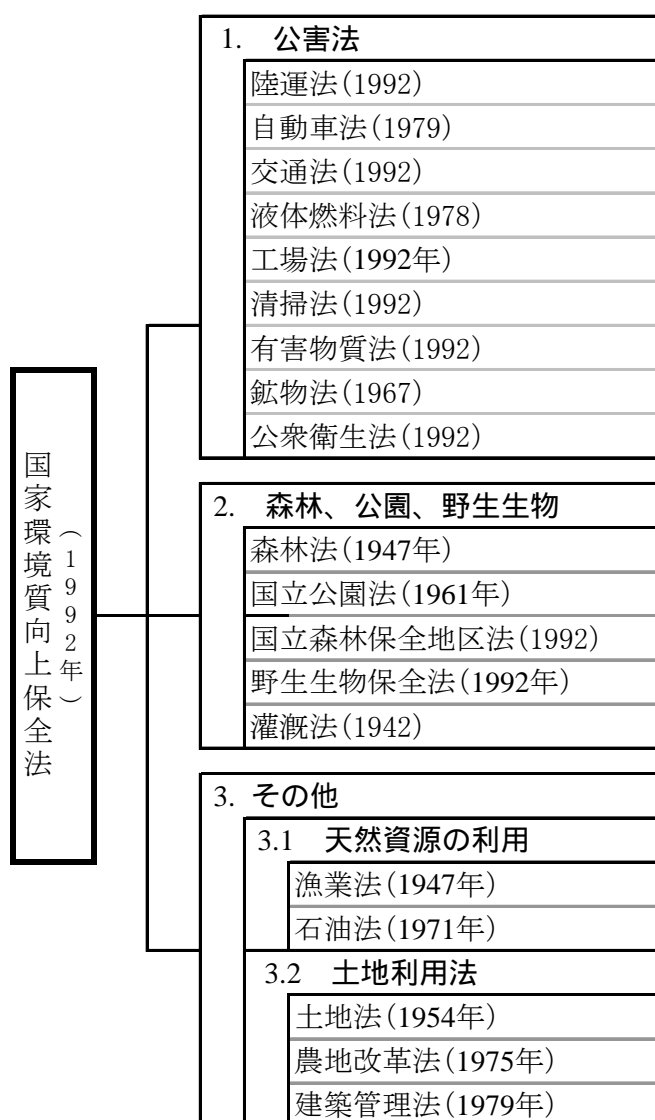 国家環境質向上保全法
（1992年）
1. 公害法
陸運法(1992)
自動車法(1979)
交通法(1992)
液体燃料法(1978)
工場法(1992年)
清掃法(1992)
有害物質法(1992)
鉱物法(1967)
公衆衛生法(1992)
2. 森林、公園、野生生物
森林法(1947年)
国立公園法(1961年)
国立森林保全地区法(1992)
野生生物保全法(1992年)
灌漑法(1942)
3. その他
3.1 天然資源の利用
漁業法(1947年)
石油法(1971年)
3.2 土地利用法
土地法(1954年)
農地改革法(1975年)
建築管理法(1979年)